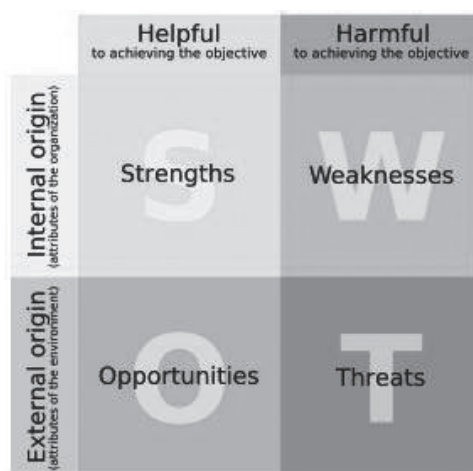 Helpful
to achieving the objective
Harmful
to achieving the objective
Internal origin
(attributes of the organization)
S
Strengths
W
Weaknesses
External origin
(attributes of the environment)
O
Opportunities
T
Threats